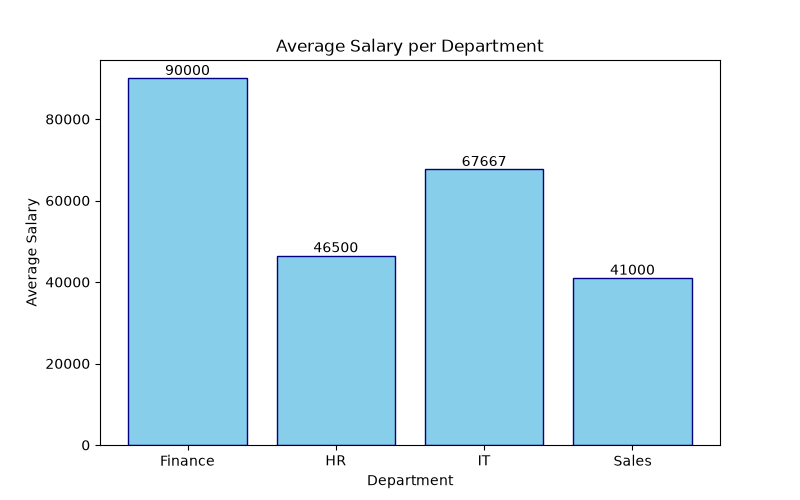 Average Salary per Department
Average Salary
80000
60000
40000
20000
0
90000
46500
67667
41000
Finance
HR
IT
Sales
Department